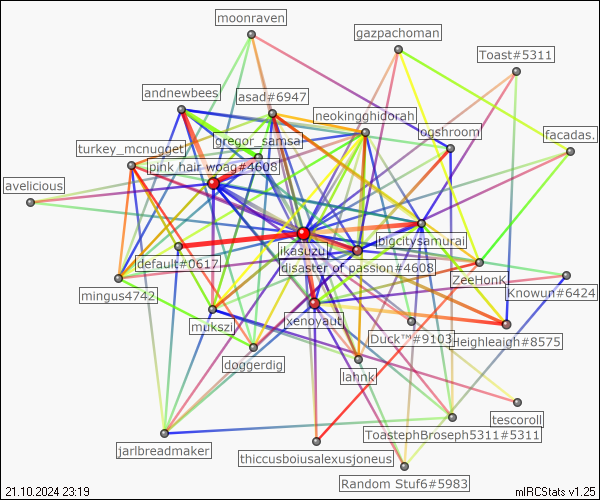 moonraven
gazpachoman
Toast#5311
andnewbees
asad#6947
neokingghidorah
ogshroom
facadas.
gregor_samsa
turkey_mcnugget
pink hair woag#4608
avelicious
ikasuzu
bigcitysamurai
default#0617
disaster of passion#4608
ZeeHonK
Knowun#6424
mingus4742
mukszi
xenoyaut
Duck™#9103
Heighleaigh#8575
doggerdig
lahnk
tescoroll
ToastephBroseph5311#5311
jarlbreadmaker
thiccusboiusalexusjoneus
Random Stuf6#5983
21.10.2024 23:19
mIRCStats v1.25